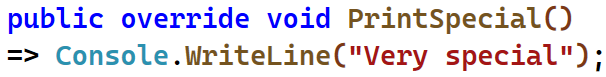 public override void PrintSpecial()
=> Console.WriteLine("Very special");